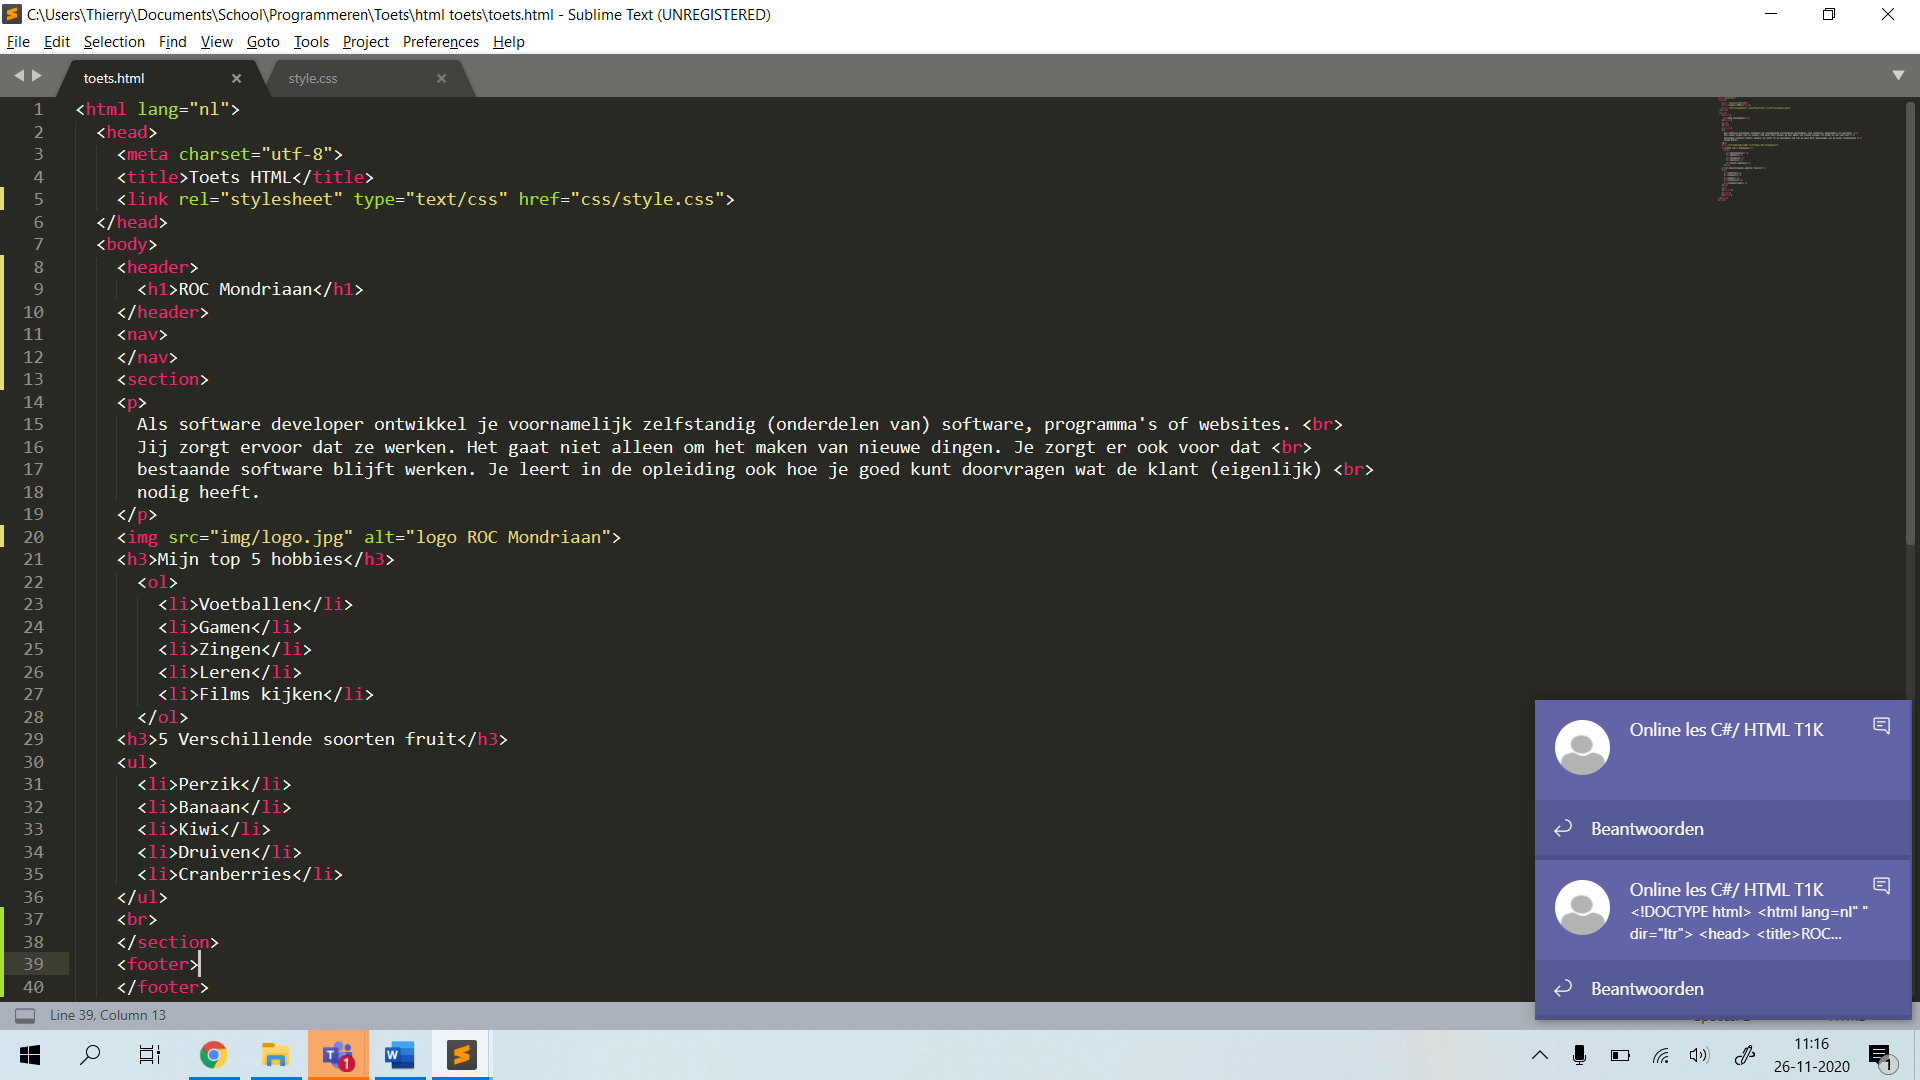 C:\Users\Thierry\Documents\School\Programmeren\Toets\html toets\toets.html - Sublime Text (UNREGISTERED)
File Edit Selection Find View Goto Tools Project Preferences Help
toets.html
style.css
1 <html lang="nl">
2 <head>
3 <meta charset="utf-8">
4 <title>Toets HTML</title>
5 <link rel="stylesheet" type="text/css" href="css/style.css">
6 </head>
7 <body>
8 <header>
9 <h1>ROC Mondriaan</h1>
10 </header>
11 <nav>
12 </nav>
13 <section>
14 <p>
15 Als software developer ontwikkel je voornamelijk zelfstandig (onderdelen van) software, programma's of websites. <br>
16 Jij zorgt ervoor dat ze werken. Het gaat niet alleen om het maken van nieuwe dingen. Je zorgt er ook voor dat <br>
17 bestaande software blijft werken. Je leert in de opleiding ook hoe je goed kunt doorvragen wat de klant (eigenlijk) <br>
18 nodig heeft.
19 </p>
20 <img src="img/logo.jpg" alt="logo ROC Mondriaan">
21 <h3>Mijn top 5 hobbies</h3>
22 <ol>
23 <li>Voetballen</li>
24 <li>Gamen</li>
25 <li>Zingen</li>
26 <li>Leren</li>
27 <li>Films kijken</li>
28 </ol>
29 <h3>5 Verschillende soorten fruit</h3>
30 <ul>
31 <li>Perzik</li>
32 <li>Banaan</li>
33 <li>Kiwi</li>
34 <li>Druiven</li>
35 <li>Cranberries</li>
36 </ul>
37 <br>
38 </section>
39 <footer>
40 </footer>
Online les C#/ HTML T1K
Beantwoorden
Online les C#/ HTML T1K
<!DOCTYPE html> <html lang=nl" "
dir="ltr"> <head> <title>ROC...
Beantwoorden
Line 39, Column 13
1
11:16
26-11-2020
1